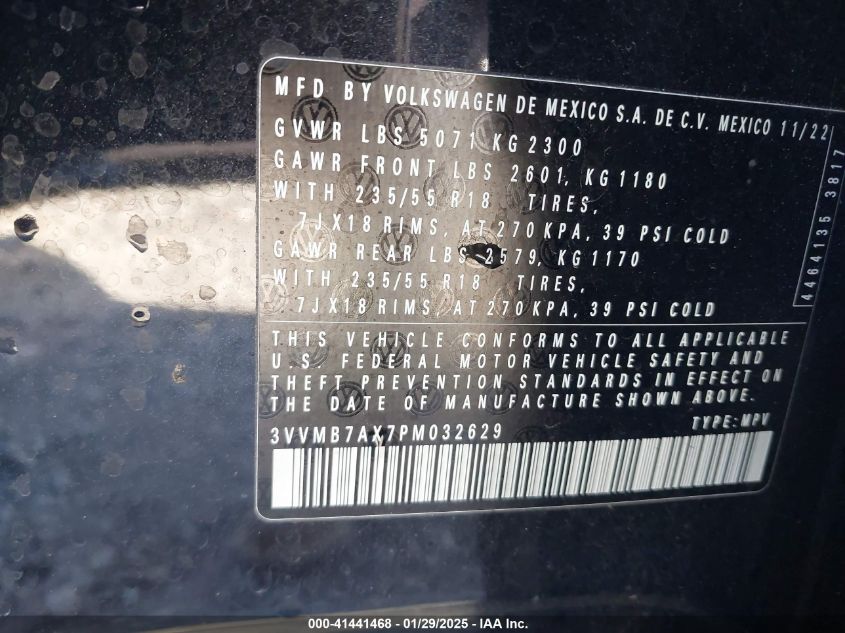 MFD BY VOLKSWAGEN DE MEXICO S.A. DE C.V. MEXICO 11/22
GVWR LBS 5071 KG 2300
GAWR FRONT LBS 2601, KG 1180
WITH 235/55 R18 TIRES,
7JX18 RIMS, AT 270 KPA, 39 PSI COLD
GAWR REAR LBS 2579, KG 1170
WITH 235/55 R18 TIRES,
7JX18 RIMS, AT 270 KPA, 39 PSI COLD
4464135 3817
THIS VEHICLE CONFORMS TO ALL APPLICABLE
U.S. FEDERAL MOTOR VEHICLE SAFETY AND
THEFT PREVENTION STANDARDS IN EFFECT ON
THE DATE OF MANUFACTURE SHOWN ABOVE.
3VVMB7AX7PM032629
TYPE: MPV
000-41441468 - 01/29/2025 - IAA Inc.